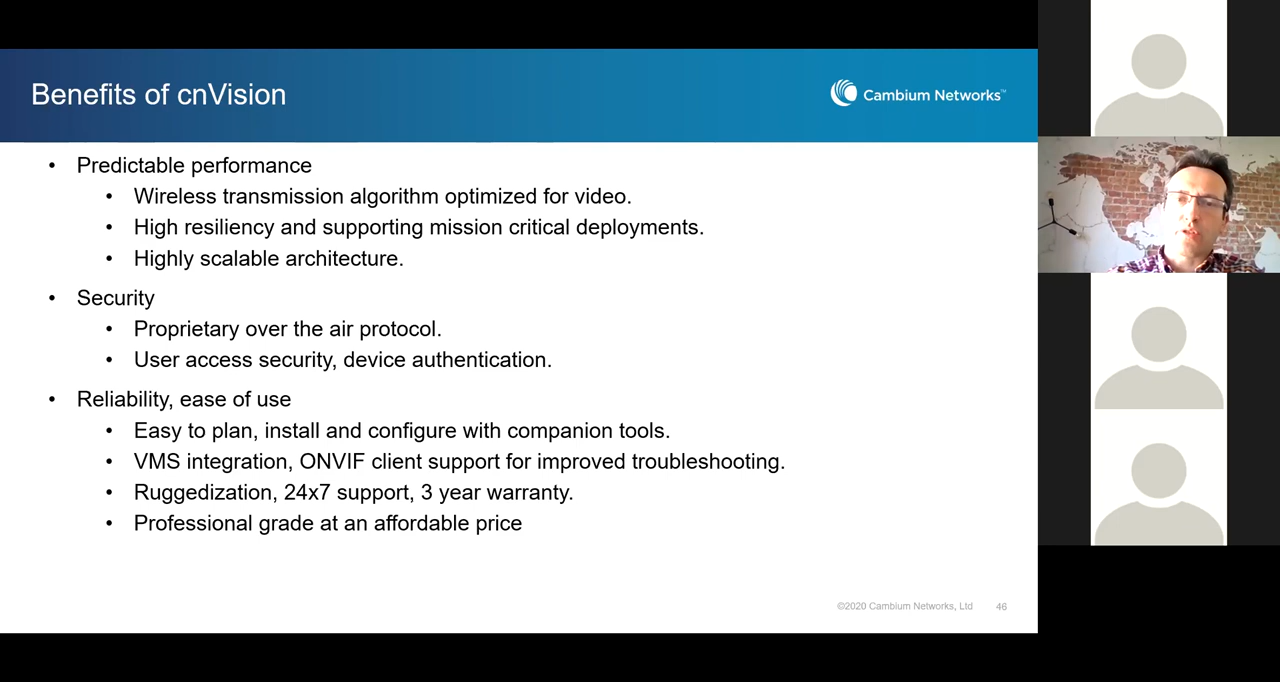 Benefits of cnVision
Cambium Networks™
• Predictable performance
• Wireless transmission algorithm optimized for video.
• High resiliency and supporting mission critical deployments.
• Highly scalable architecture.
• Security
• Proprietary over the air protocol.
• User access security, device authentication.
• Reliability, ease of use
• Easy to plan, install and configure with companion tools.
• VMS integration, ONVIF client support for improved troubleshooting.
• Ruggedization, 24x7 support, 3 year warranty.
• Professional grade at an affordable price
©2020 Cambium Networks, Ltd 46